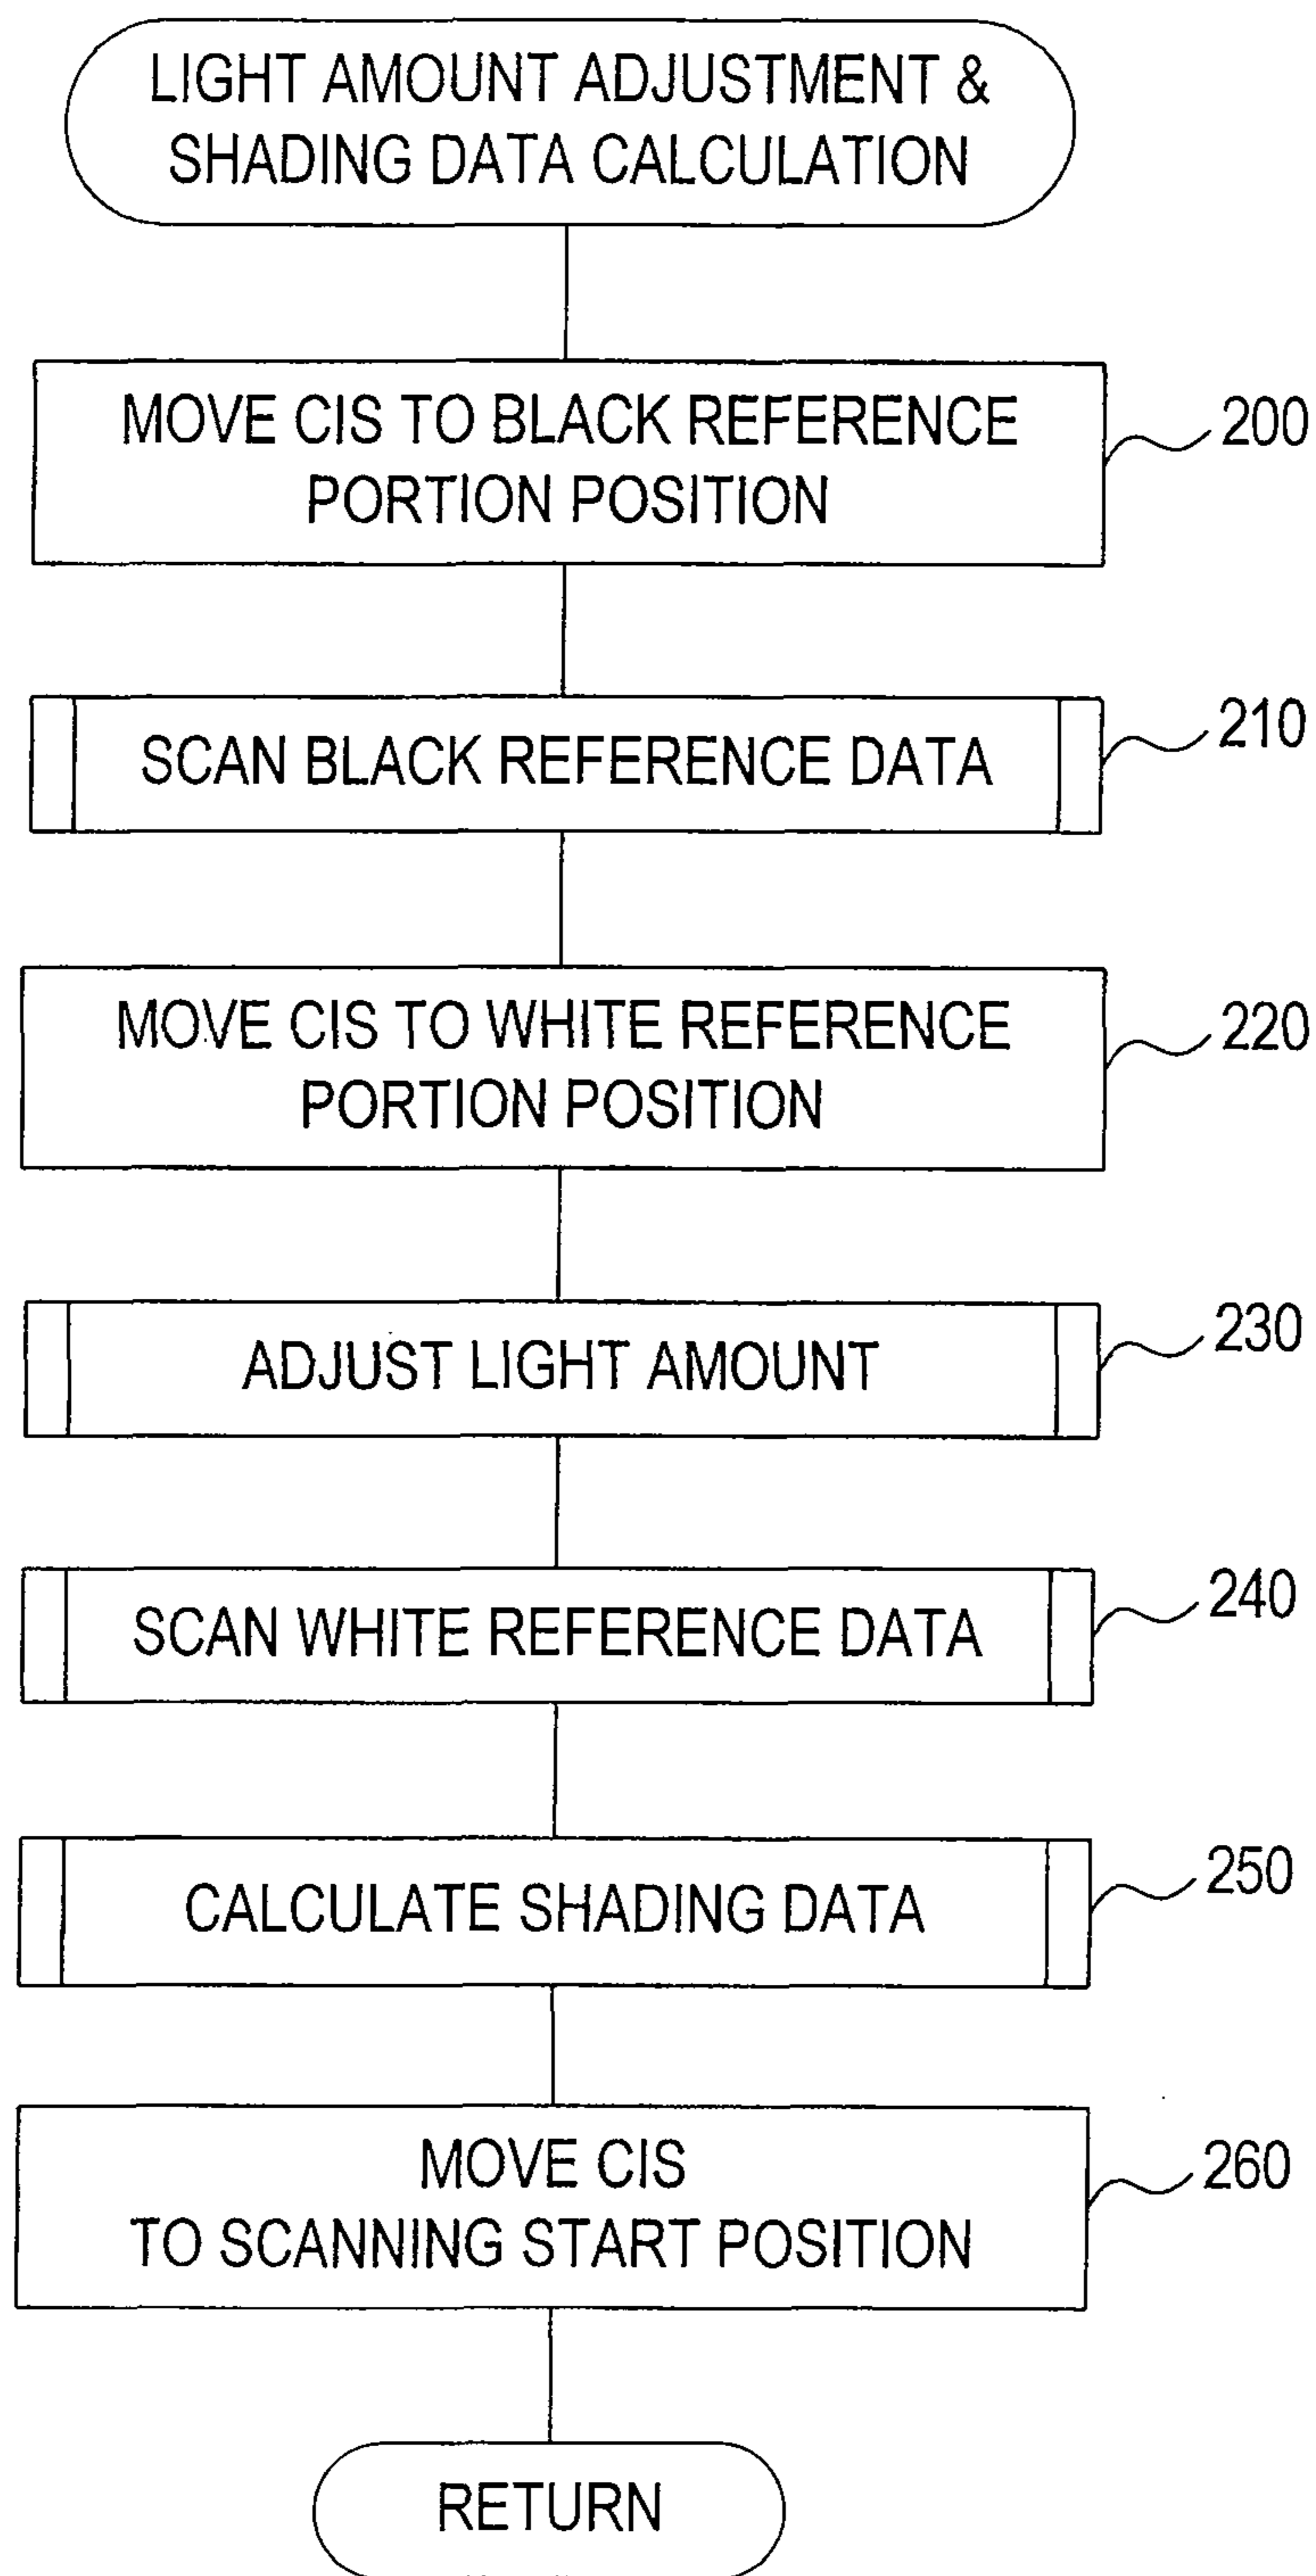 LIGHT AMOUNT ADJUSTMENT &
SHADING DATA CALCULATION
MOVE CIS TO BLACK REFERENCE
PORTION POSITION
200
SCAN BLACK REFERENCE DATA
210
MOVE CIS TO WHITE REFERENCE
PORTION POSITION
220
ADJUST LIGHT AMOUNT
230
SCAN WHITE REFERENCE DATA
240
CALCULATE SHADING DATA
250
MOVE CIS
TO SCANNING START POSITION
260
RETURN